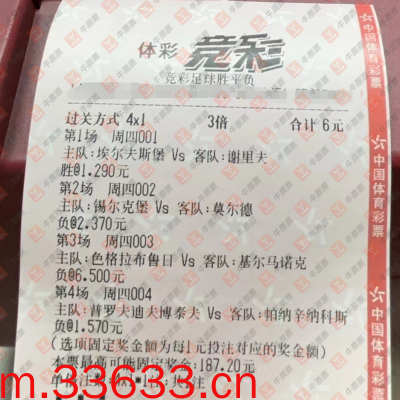 体彩 竞彩
竞彩足球胜平负
过关方式 4x1 3倍 合计 6元
第1场 周四001
主队:埃尔夫斯堡 Vs 客队:谢里夫
胜@1.290元
第2场 周四002
主队:锡尔克堡 Vs 客队:莫尔德
负@2.370元
第3场 周四003
主队:色格拉布鲁日 Vs 客队:基尔马诺克
负@6.500元
第4场 周四004
主队:普罗夫迪夫博泰夫 Vs 客队:帕纳辛纳科斯
负@1.570元
(选项固定奖金额为每1元投注对应的奖金额)
本票最高可能固定奖金:187.20元
m.33633.cn
中国体育彩票
中国体育彩票
中国体育彩票